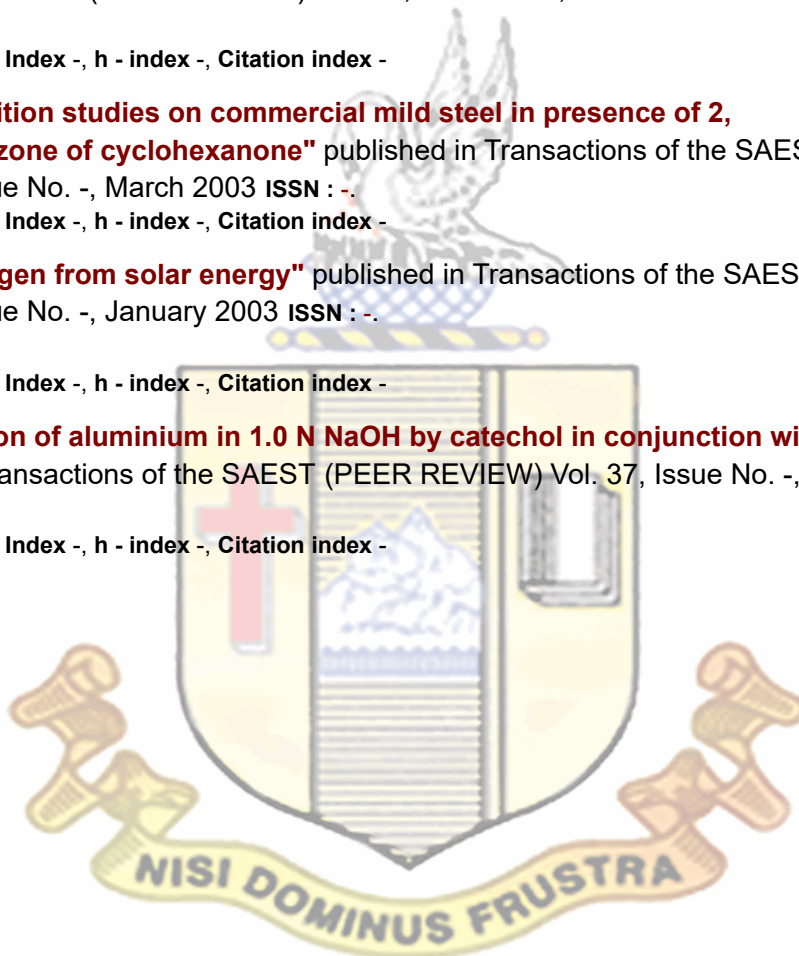 Index -, h - index -, Citation index -
ition studies on commercial mild steel in presence of 2,
zone of cyclohexanone" published in Transactions of the SAES
ue No. -, March 2003 ISSN : -.
Index -, h - index -, Citation index -
gen from solar energy" published in Transactions of the SAES
ue No. -, January 2003 ISSN : -.
Index -, h - index -, Citation index -
on of aluminium in 1.0 N NaOH by catechol in conjunction wi
ansactions of the SAEST (PEER REVIEW) Vol. 37, Issue No. -,
Index -, h - index -, Citation index -
NISI DOMINUS FRUSTRA